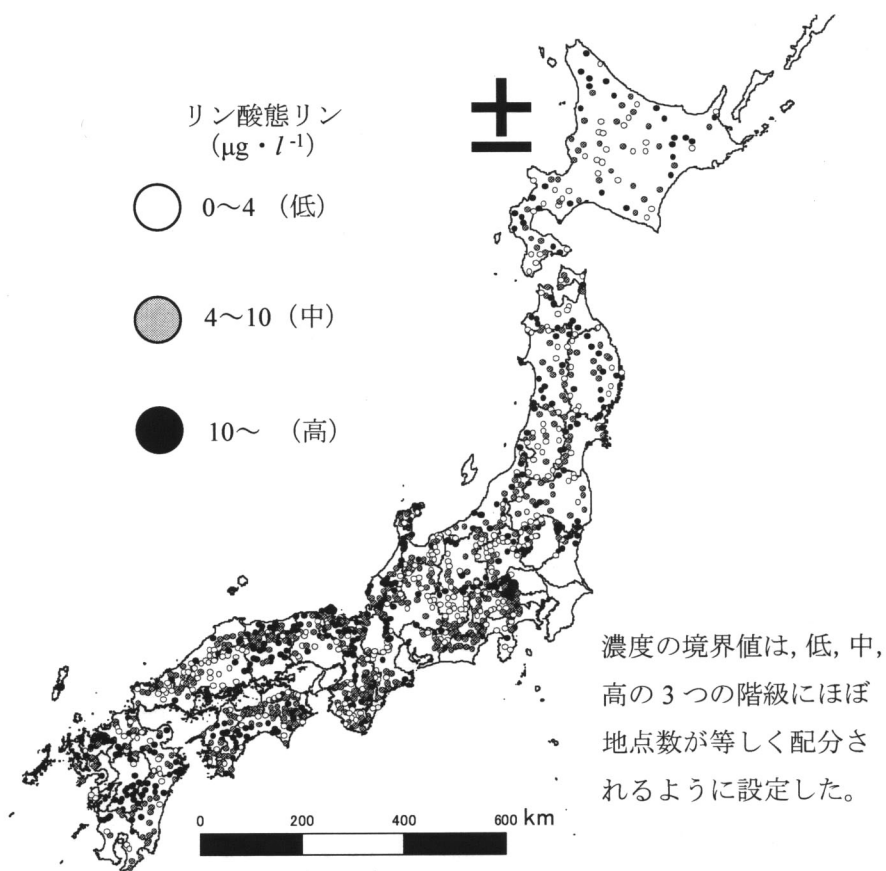 リン酸態リン
(μg・l⁻¹)
0〜4 (低)
4〜10 (中)
10〜 (高)
濃度の境界値は, 低, 中,
高の3つの階級にほぼ
地点数が等しく配分さ
れるように設定した。
0 200 400 600 km